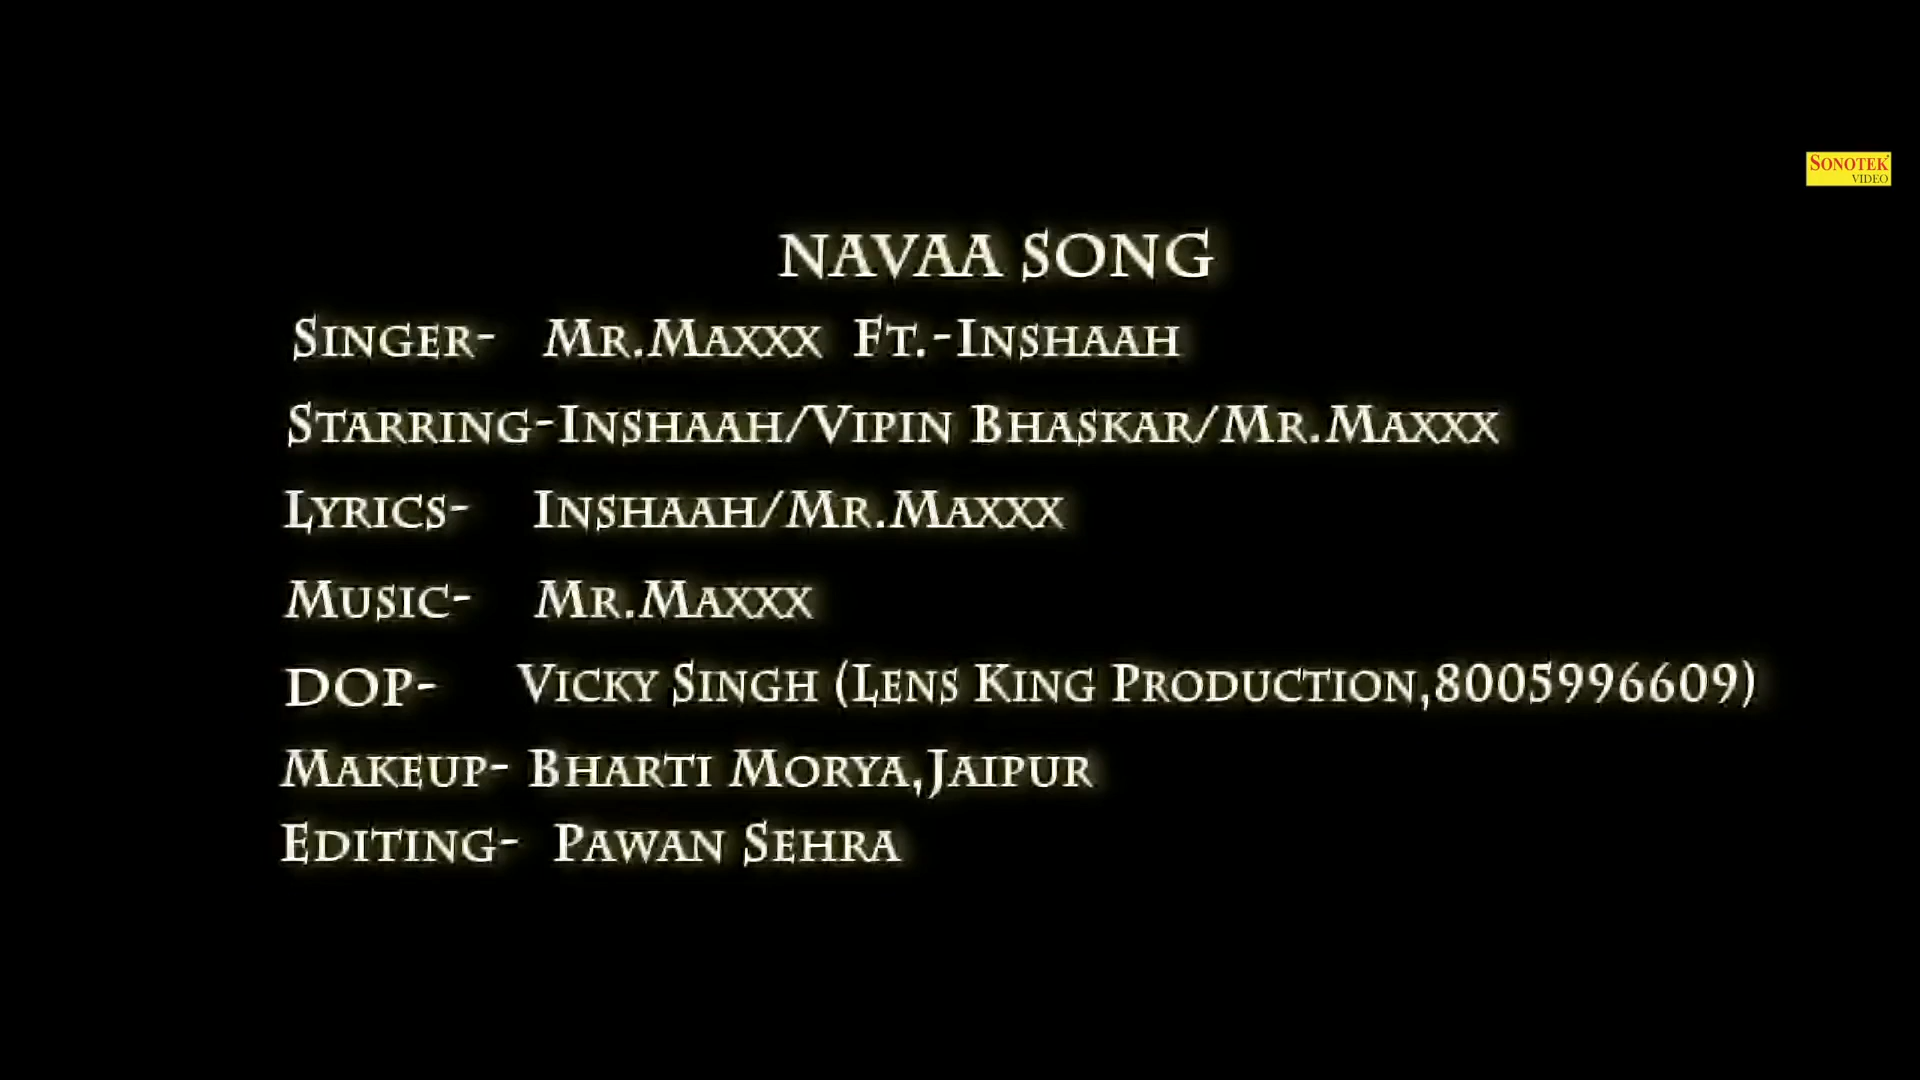 SONOTEK
VIDEO
NAVAA SONG
SINGER- MR.MAXXX FT.-INSHAAH
STARRING-INSHAAH/VIPIN BHASKAR/MR.MAXXX
LYRICS- INSHAAH/MR.MAXXX
MUSIC- MR.MAXXX
DOP- VICKY SINGH (LENS KING PRODUCTION,8005996609)
MAKEUP- BHARTI MORYA,JAIPUR
EDITING- PAWAN SEHRA